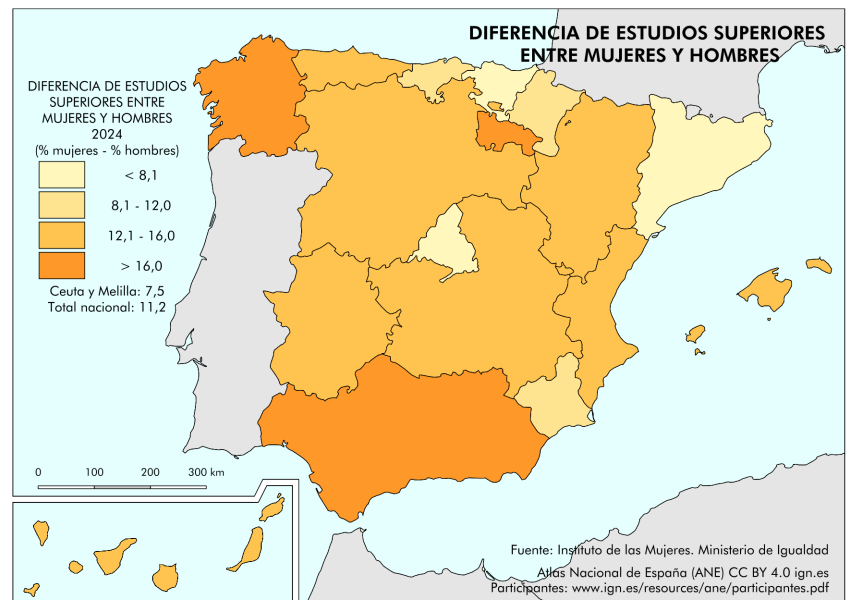 DIFERENCIA DE ESTUDIOS SUPERIORES
ENTRE MUJERES Y HOMBRES
DIFERENCIA DE ESTUDIOS
SUPERIORES ENTRE
MUJERES Y HOMBRES
2024
(% mujeres - % hombres)
< 8,1
8,1 - 12,0
12,1 - 16,0
> 16,0
Ceuta y Melilla: 7,5
Total nacional: 11,2
0 100 200 300 km
Fuente: Instituto de las Mujeres. Ministerio de Igualdad
Atlas Nacional de España (ANE) CC BY 4.0 ign.es
Participantes: www.ign.es/resources/ane/participantes.pdf